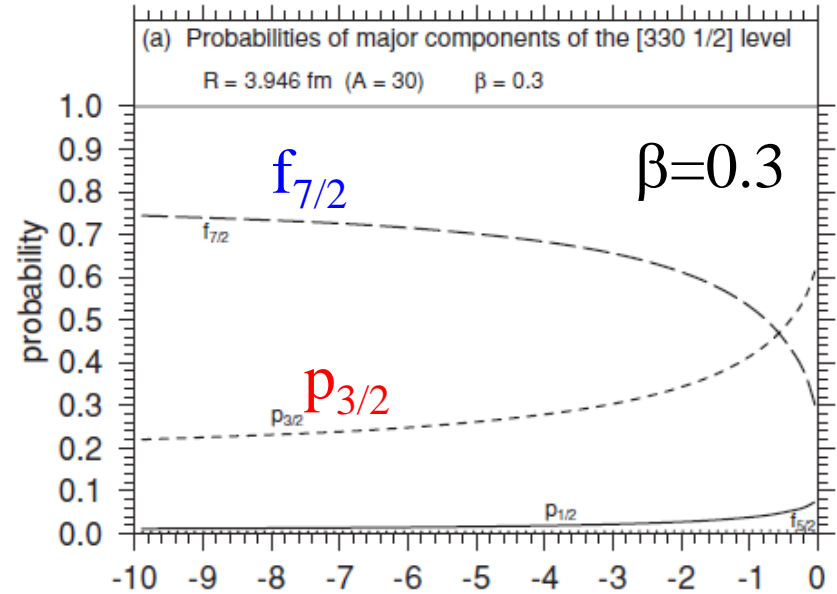 (a) Probabilities of major components of the [330 1/2] level
R = 3.946 fm (A = 30) β = 0.3
1.0
0.9
0.8
0.7
0.6
0.5
0.4
0.3
0.2
0.1
0.0
probability
f7/2
β=0.3
f7/2
p3/2
p3/2
p1/2
f5/2
-10 -9 -8 -7 -6 -5 -4 -3 -2 -1 0